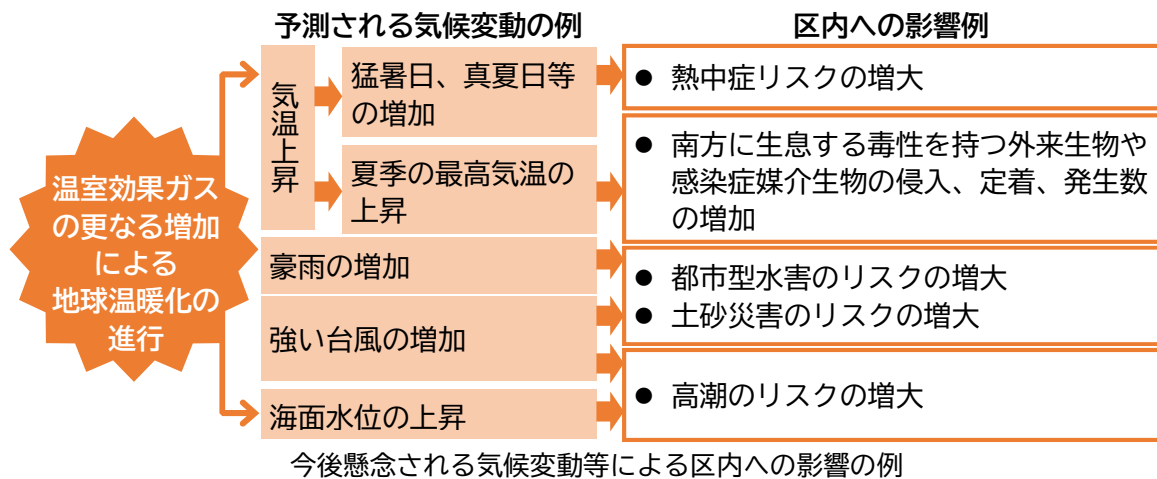 予測される気候変動の例
区内への影響例
温室効果ガス
の更なる増加
による
地球温暖化の
進行
気温上昇
猛暑日、真夏日等
の増加
夏季の最高気温の
上昇
豪雨の増加
強い台風の増加
海面水位の上昇
● 熱中症リスクの増大
● 南方に生息する毒性を持つ外来生物や
感染症媒介生物の侵入、定着、発生数
の増加
● 都市型水害のリスクの増大
● 土砂災害のリスクの増大
● 高潮のリスクの増大
今後懸念される気候変動等による区内への影響の例